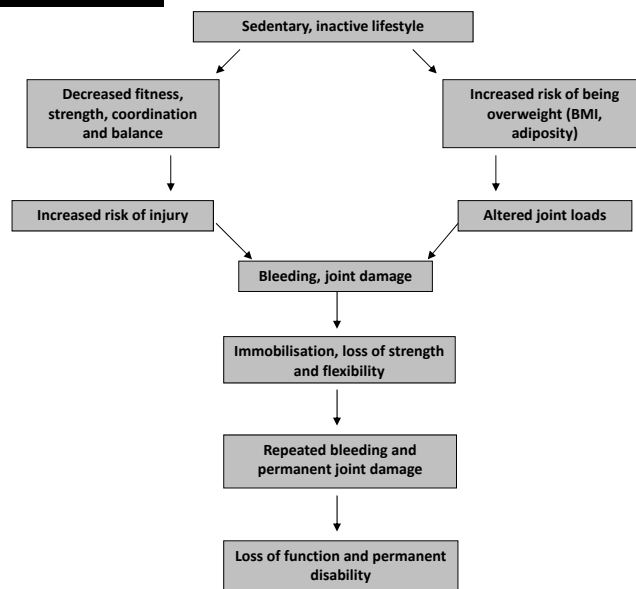 Sedentary, inactive lifestyle
Decreased fitness,
strength, coordination
and balance
Increased risk of being
overweight (BMI,
adiposity)
Increased risk of injury
Altered joint loads
Bleeding, joint damage
Immobilisation, loss of strength
and flexibility
Repeated bleeding and
permanent joint damage
Loss of function and permanent
disability